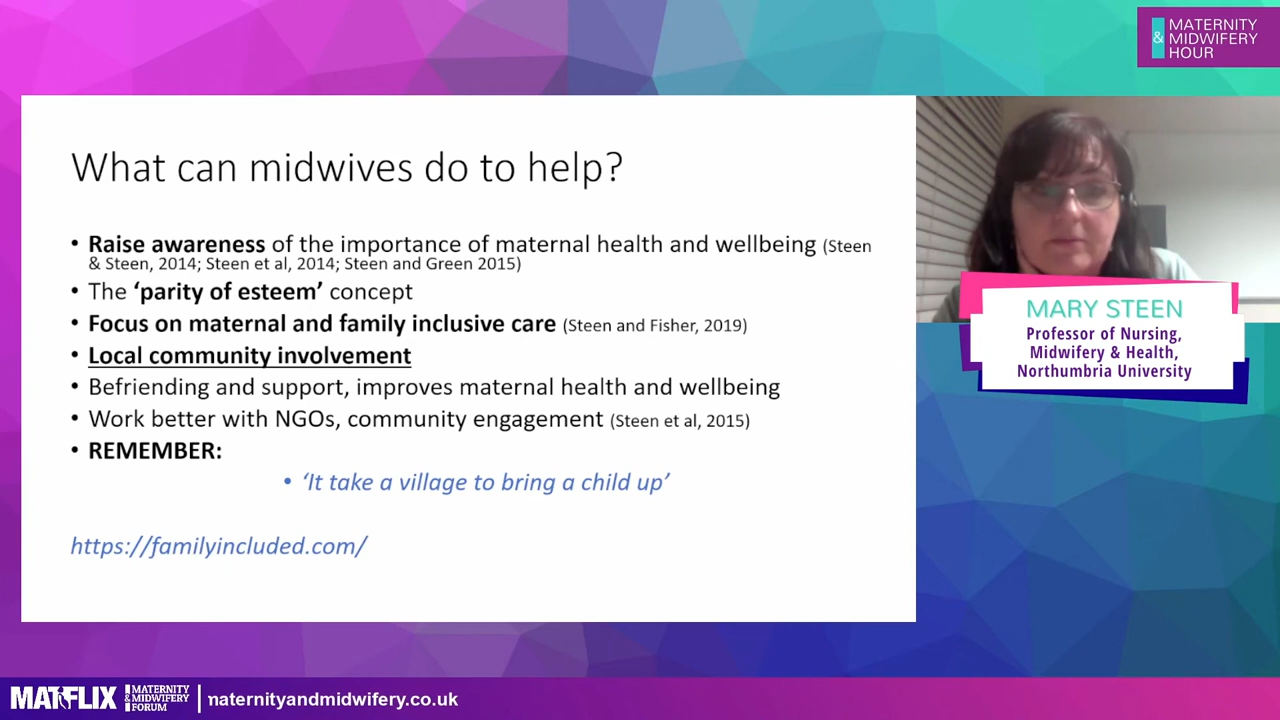 MATERNITY
& MIDWIFERY
HOUR
What can midwives do to help?
• Raise awareness of the importance of maternal health and wellbeing (Steen
& Steen, 2014; Steen et al, 2014; Steen and Green 2015)
• The ‘parity of esteem’ concept
• Focus on maternal and family inclusive care (Steen and Fisher, 2019)
• Local community involvement
• Befriending and support, improves maternal health and wellbeing
• Work better with NGOs, community engagement (Steen et al, 2015)
• REMEMBER:
• ‘It take a village to bring a child up’
https://familyincluded.com/
MARY STEEN
Professor of Nursing,
Midwifery & Health,
Northumbria University
MATFLIX
MATERNITY
& MIDWIFERY
FORUM
naternityandmidwifery.co.uk